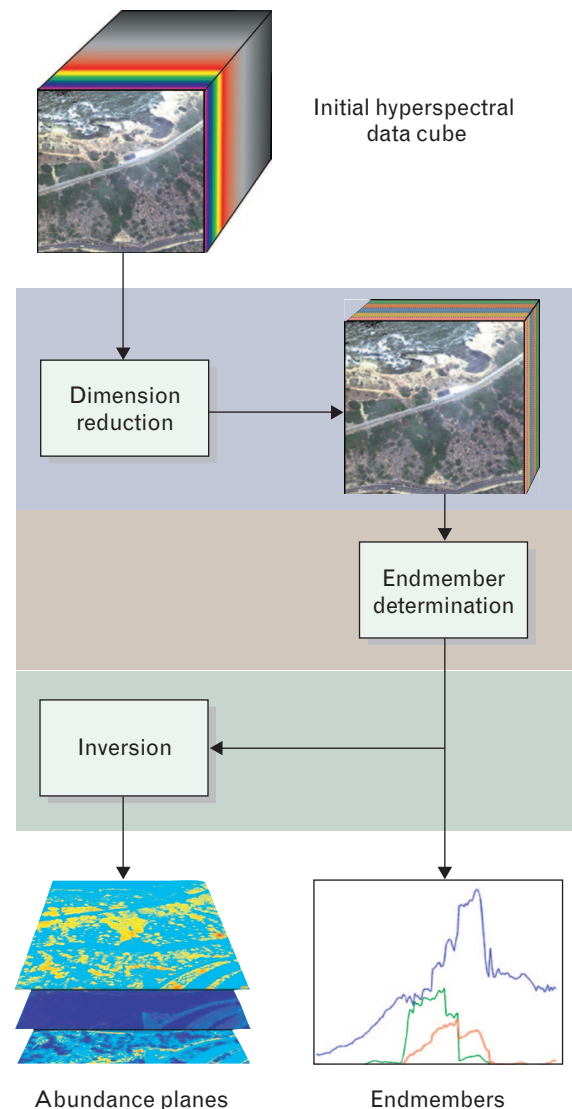 Initial hyperspectral
data cube
Dimension
reduction
Endmember
determination
Inversion
Abundance planes
Endmembers